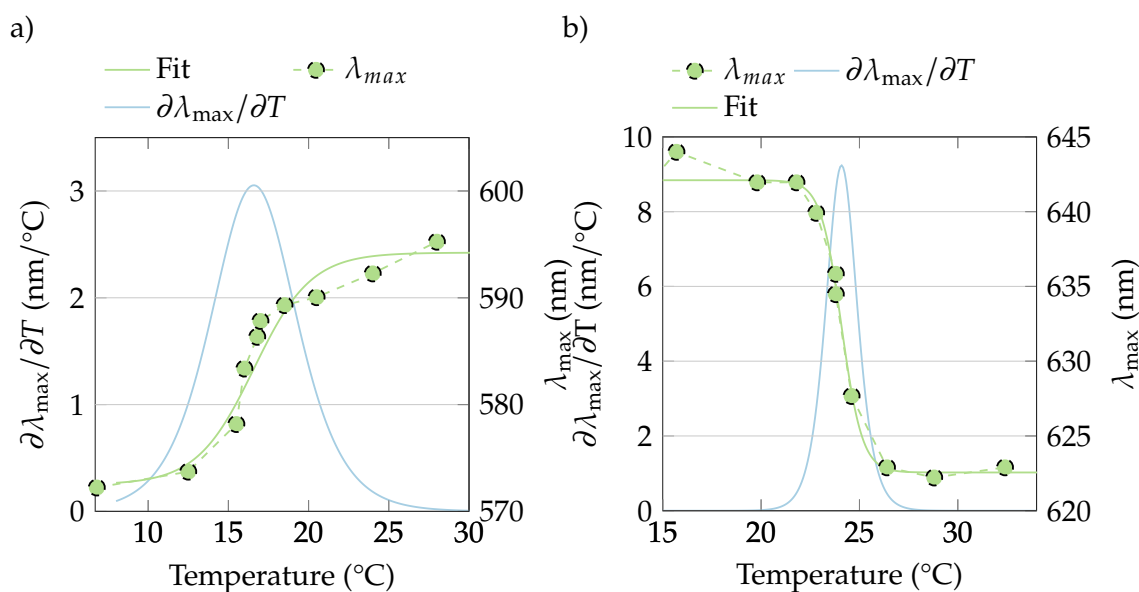 a)
Fit
λmax
∂λmax/∂T
3
2
1
0
600
590
580
570
10
15
20
25
30
∂λmax/∂T (nm/°C)
λmax (nm)
Temperature (°C)
b)
λmax
∂λmax/∂T
Fit
10
8
6
4
2
0
645
640
635
630
625
620
15
20
25
30
∂λmax/∂T (nm/°C)
λmax (nm)
Temperature (°C)